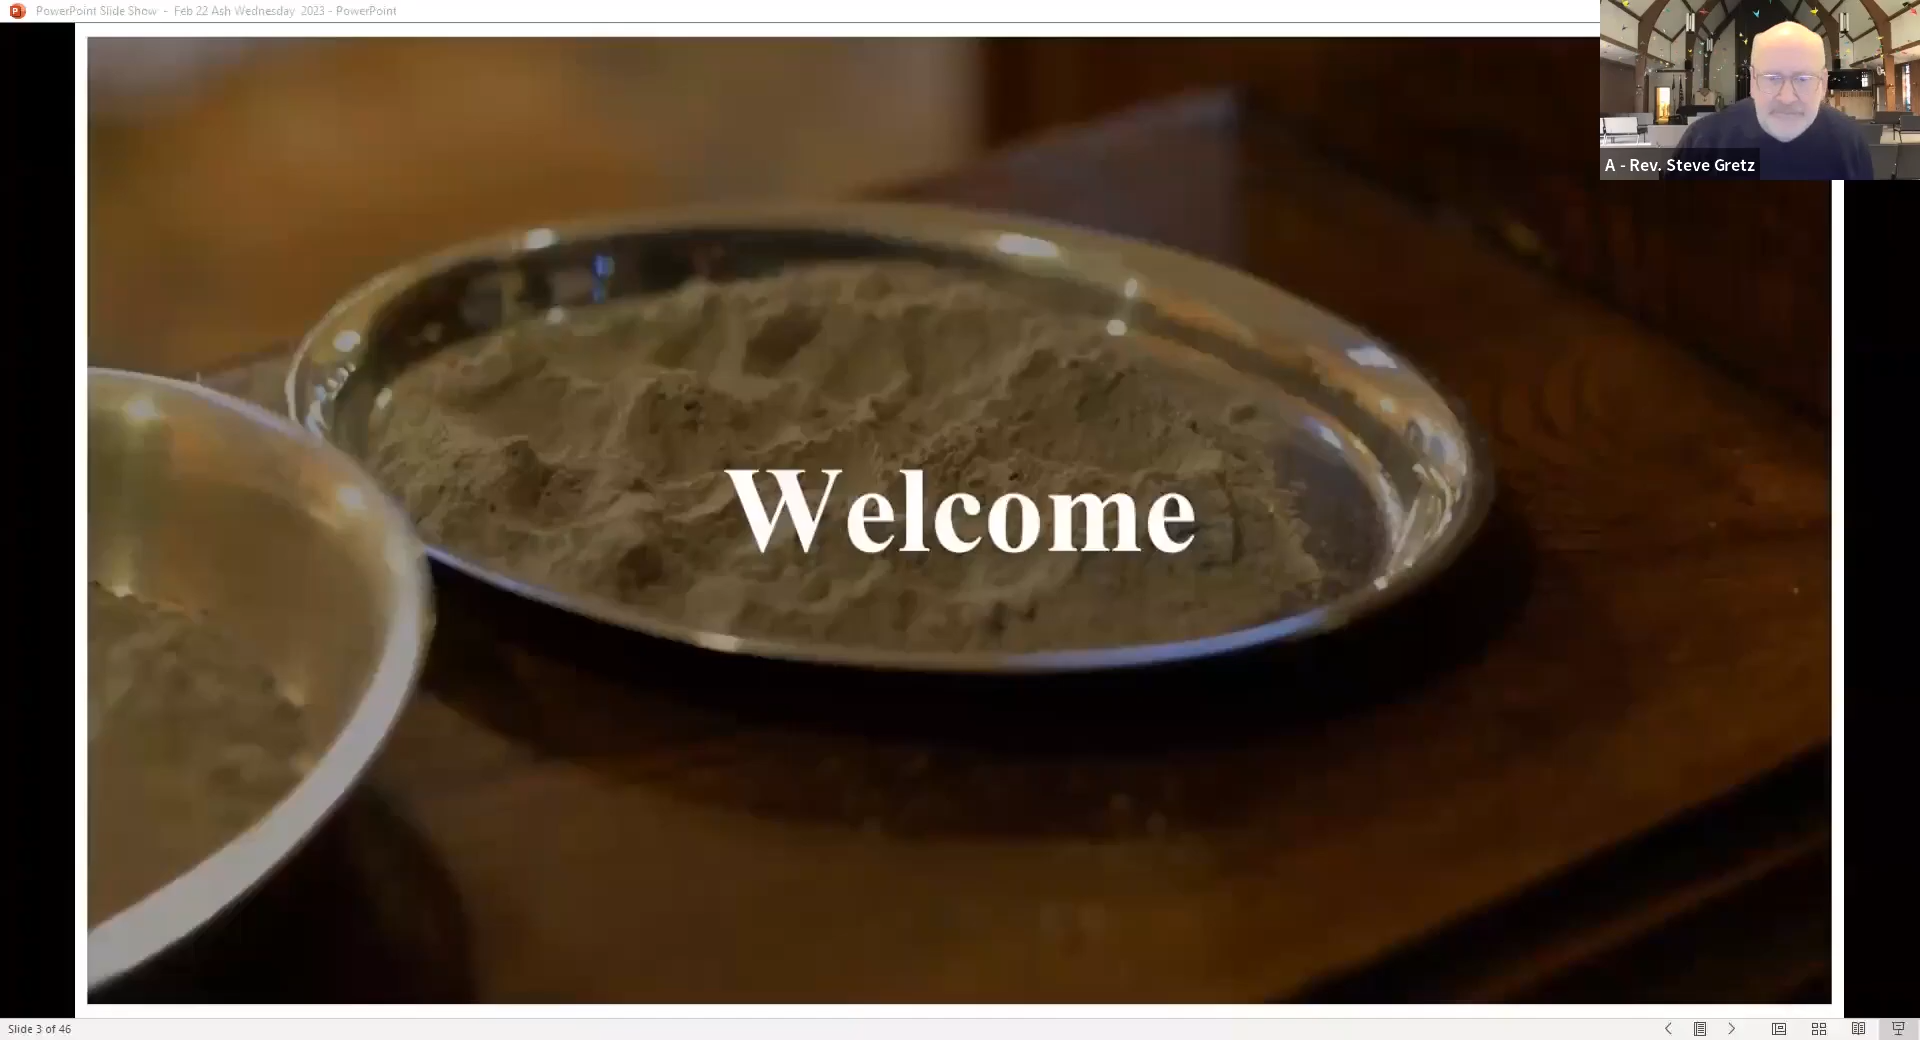 PowerPoint Slide Show - Feb 22 Ash Wednesday 2023 - PowerPoint
A - Rev. Steve Gretz
Welcome
Slide 3 of 46